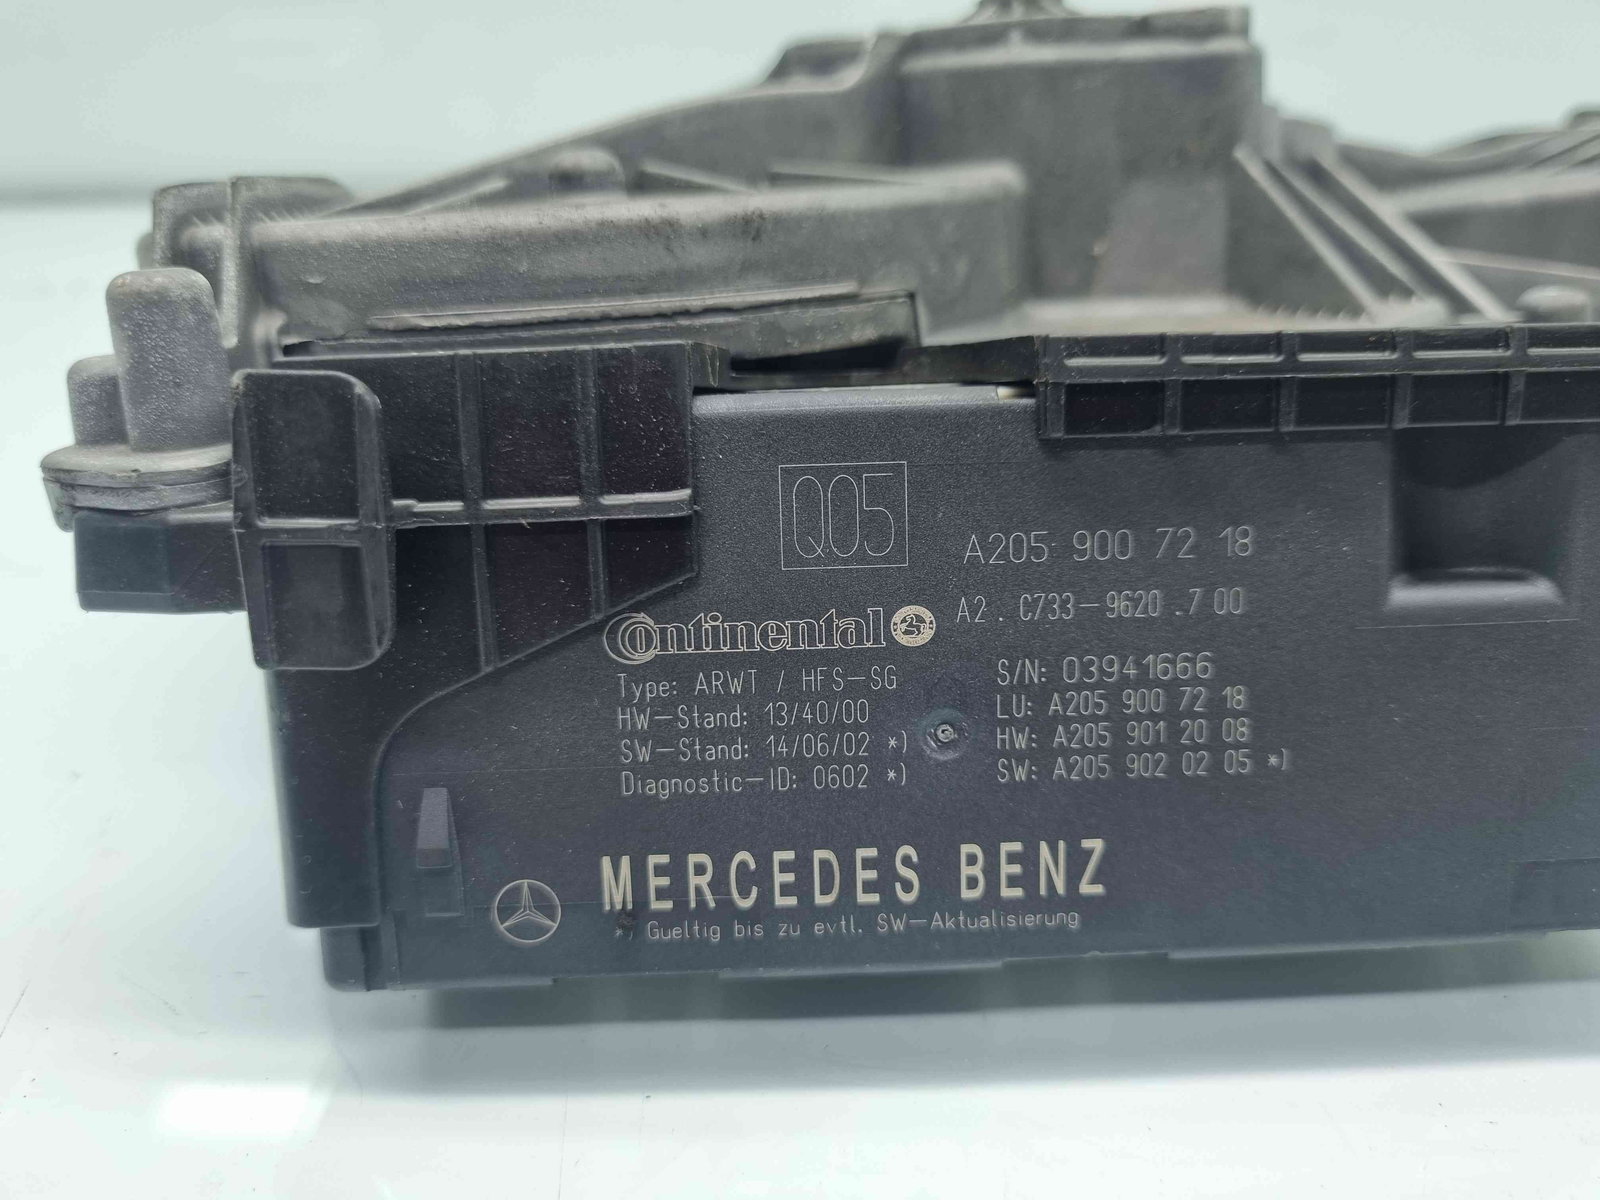 Q05
A205 900 72 18
A2. C733-9620.700
Continental
Type: ARWT / HFS-SG
HW-Stand: 13/40/00
SW-Stand: 14/06/02 *)
Diagnostic-ID: 0602 *)
S/N: 03941666
LU: A205 900 72 18
HW: A205 901 20 08
SW: A205 902 02 05 *)
MERCEDES BENZ
*) Gueltig bis zu evtl. SW-Aktualisierung